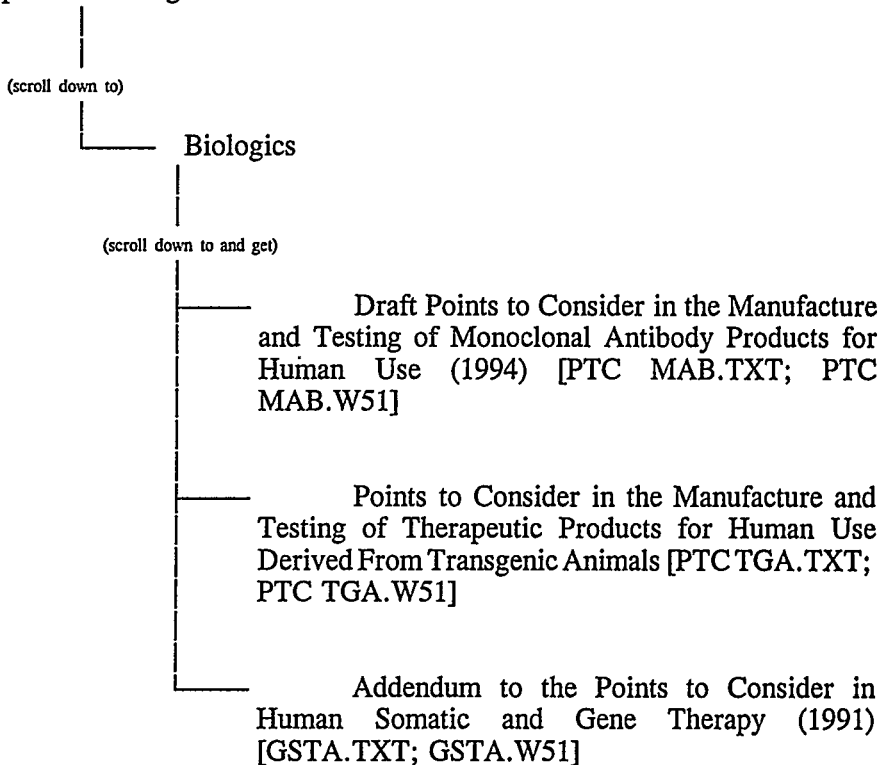 (scroll down to)
Biologics
(scroll down to and get)
Draft Points to Consider in the Manufacture
and Testing of Monoclonal Antibody Products for
Human Use (1994) [PTC MAB.TXT; PTC
MAB.W51]
Points to Consider in the Manufacture and
Testing of Therapeutic Products for Human Use
Derived From Transgenic Animals [PTC TGA.TXT;
PTC TGA.W51]
Addendum to the Points to Consider in
Human Somatic and Gene Therapy (1991)
[GSTA.TXT; GSTA.W51]